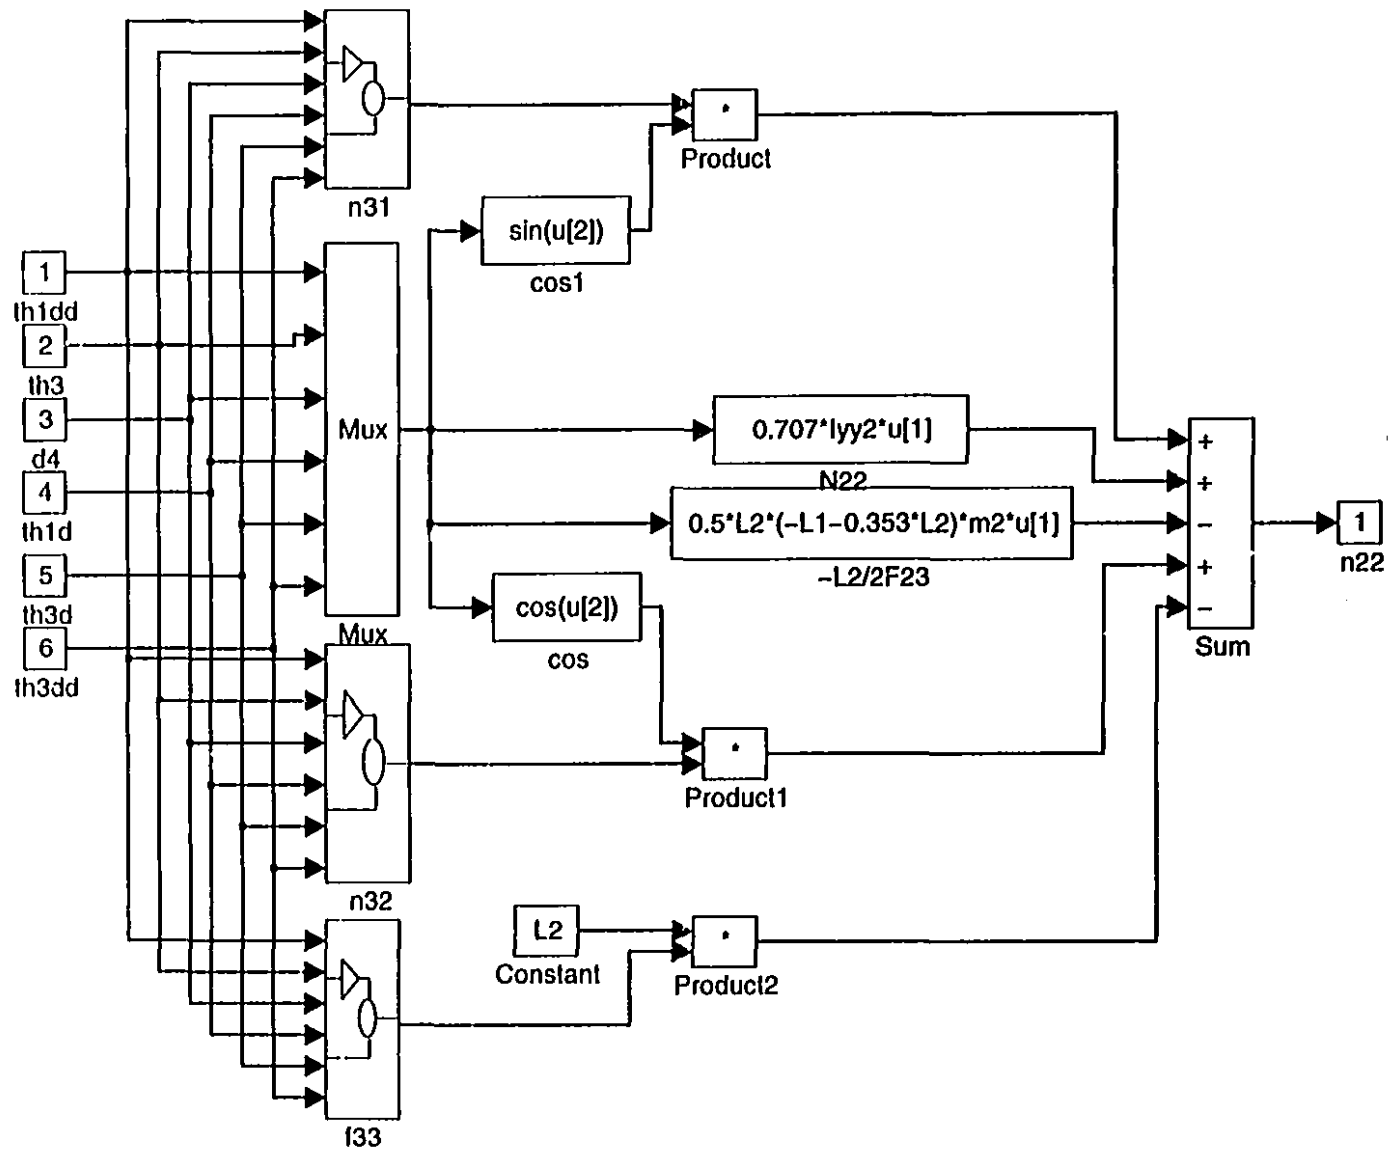 n31
*
Product
sin(u[2])
cos1
1
th1dd
2
th3
3
d4
4
th1d
5
th3d
6
th3dd
Mux
Mux
0.707*Iyy2*u[1]
N22
0.5*L2*(-L1-0.353*L2)*m2*u[1]
-L2/2F23
cos(u[2])
cos
+
+
-
+
-
Sum
1
n22
*
Product1
n32
L2
Constant
*
Product2
f33